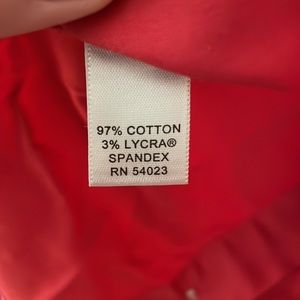 97% COTTON
3% LYCRA®
SPANDEX
RN 54023